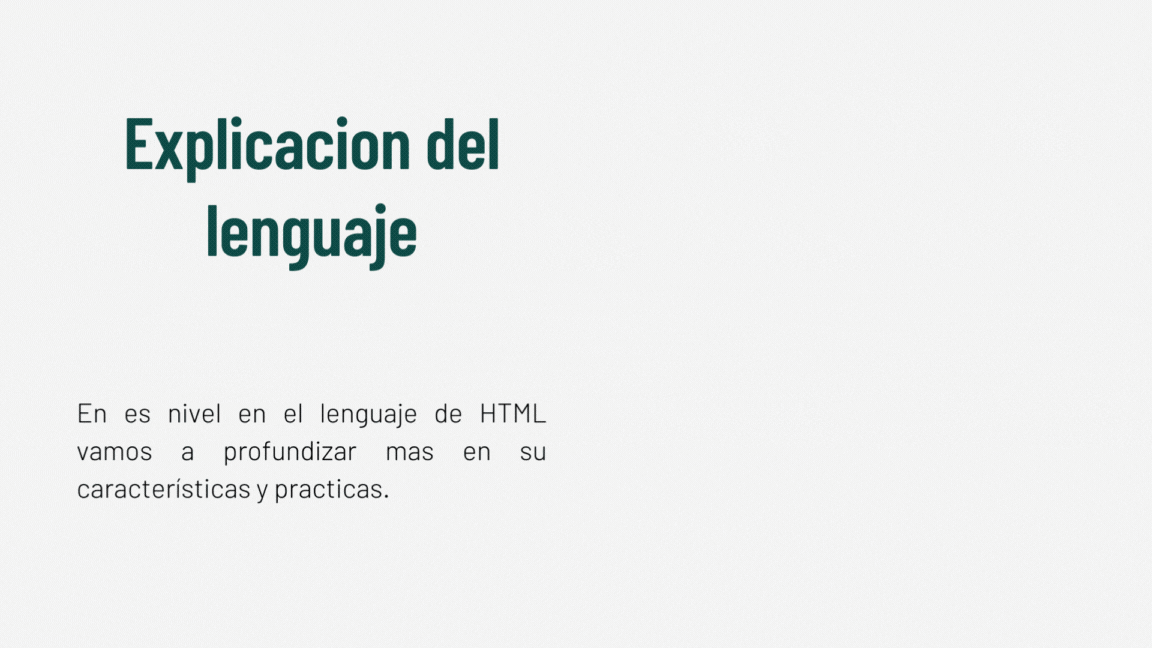 Explicacion del
lenguaje
En es nivel en el lenguaje de HTML
vamos a profundizar mas en su
características y practicas.